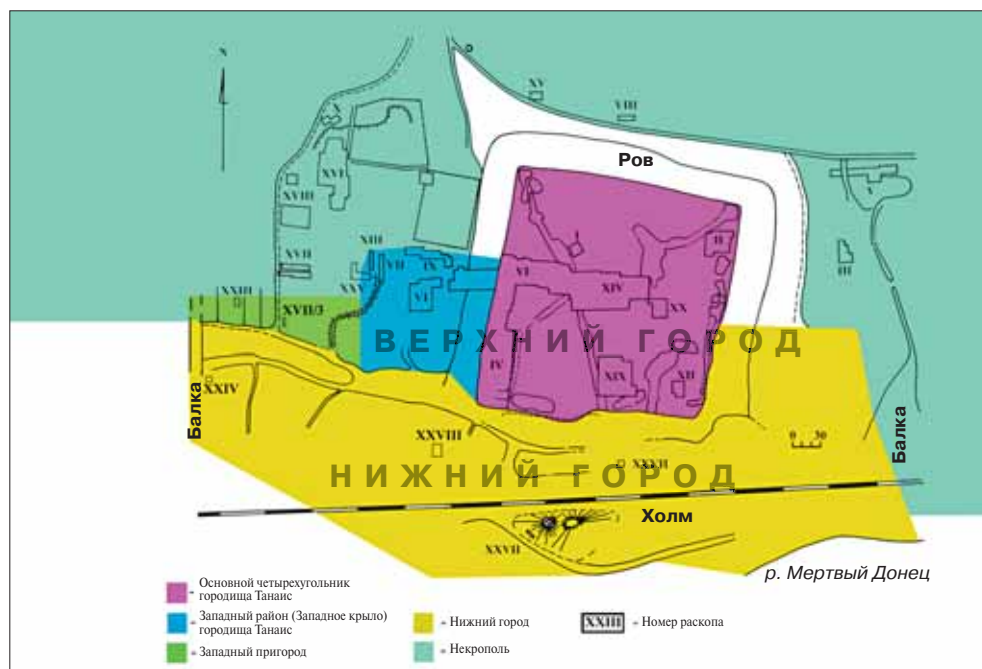 N
XV
VIII
X
Ров
XVI
V
XVIII
I
II
III
XVII
XIII
VII
IX
VI
XIV
XXV
VI
XX
XXIII
XVII/3
ВЕРХНИЙ ГОРОД
IV
XIX
XII
XXIV
Балка
Балка
XXVIII
0 30
НИЖНИЙ ГОРОД
Холм
XXVII
р. Мертвый Донец
- Основной четырехугольник
городища Танаис
- Западный район (Западное крыло)
городища Танаис
- Западный пригород
- Нижний город
- Некрополь
XXIII - Номер раскопа